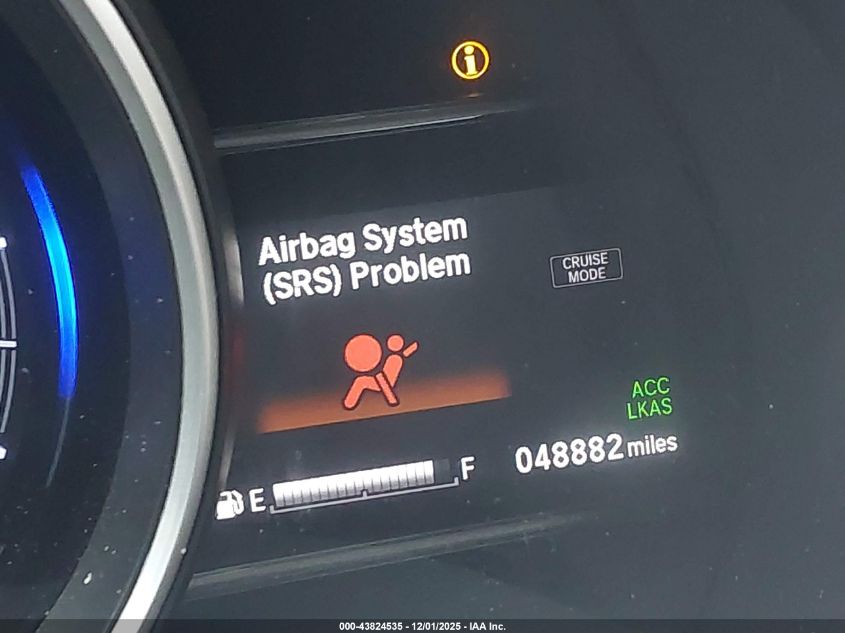 Airbag System
(SRS) Problem
CRUISE
MODE
ACC
LKAS
048882 miles
E F
000-43824535 - 12/01/2025 - IAA Inc.